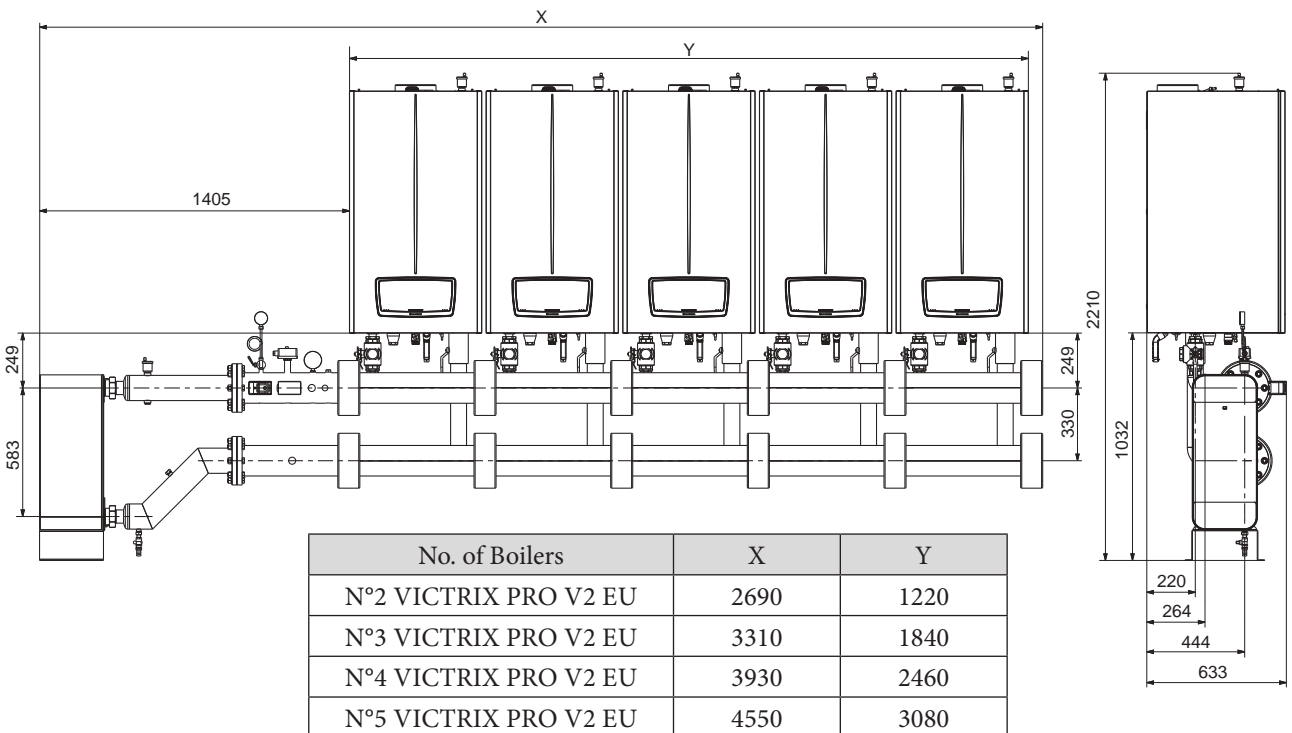 X
Y
1405
249
583
249
330
2210
1032
220
264
444
633
No. of Boilers X Y
N°2 VICTRIX PRO V2 EU 2690 1220
N°3 VICTRIX PRO V2 EU 3310 1840
N°4 VICTRIX PRO V2 EU 3930 2460
N°5 VICTRIX PRO V2 EU 4550 3080